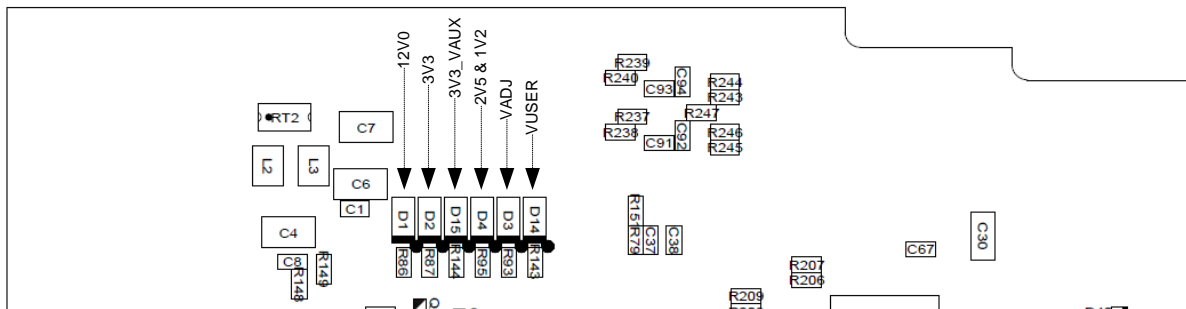 12V0
3V3
3V3_VAUX
2V5 & 1V2
VADJ
VUSER
R239
R240
C93
C94
R244
R243
R247
R237
R238
C91
C92
R246
R245
RT2
C7
L2
L3
C6
C1
C4
C8
R148
R149
D1
D2
D15
D4
D3
D14
R86
R87
R144
R95
R93
R143
R151
R79
C37
C38
C30
C67
R207
R206
R209